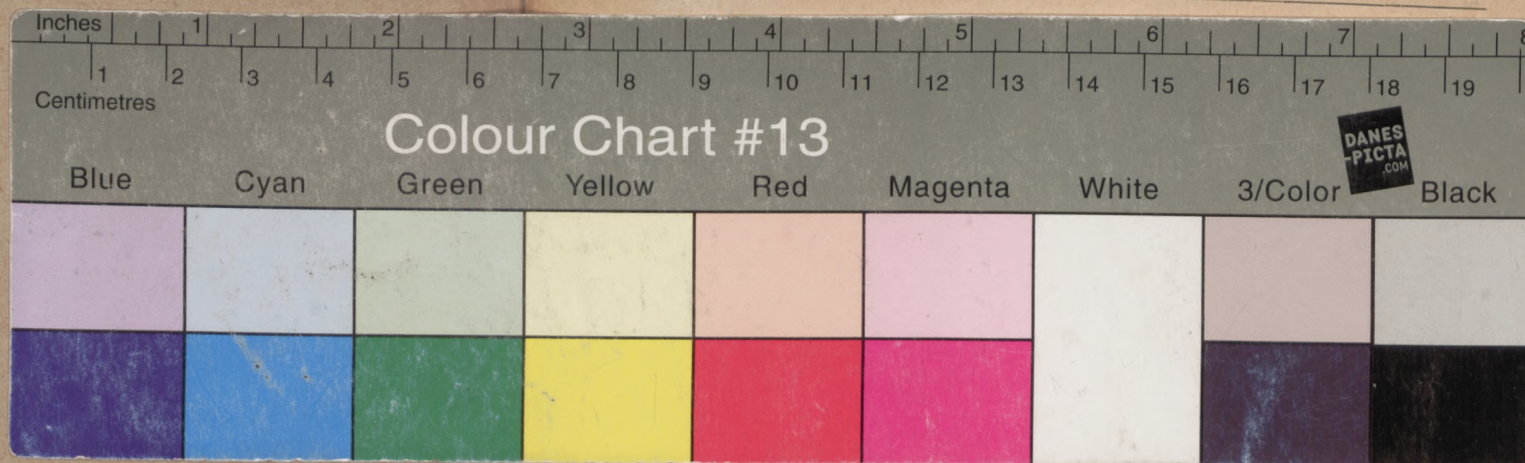 Inches 1 2 3 4 5 6 7 8
1 2 3 4 5 6 7 8 9 10 11 12 13 14 15 16 17 18 19
Centimetres
Colour Chart #13
DANES
-PICTA
.COM
Blue Cyan Green Yellow Red Magenta White 3/Color Black